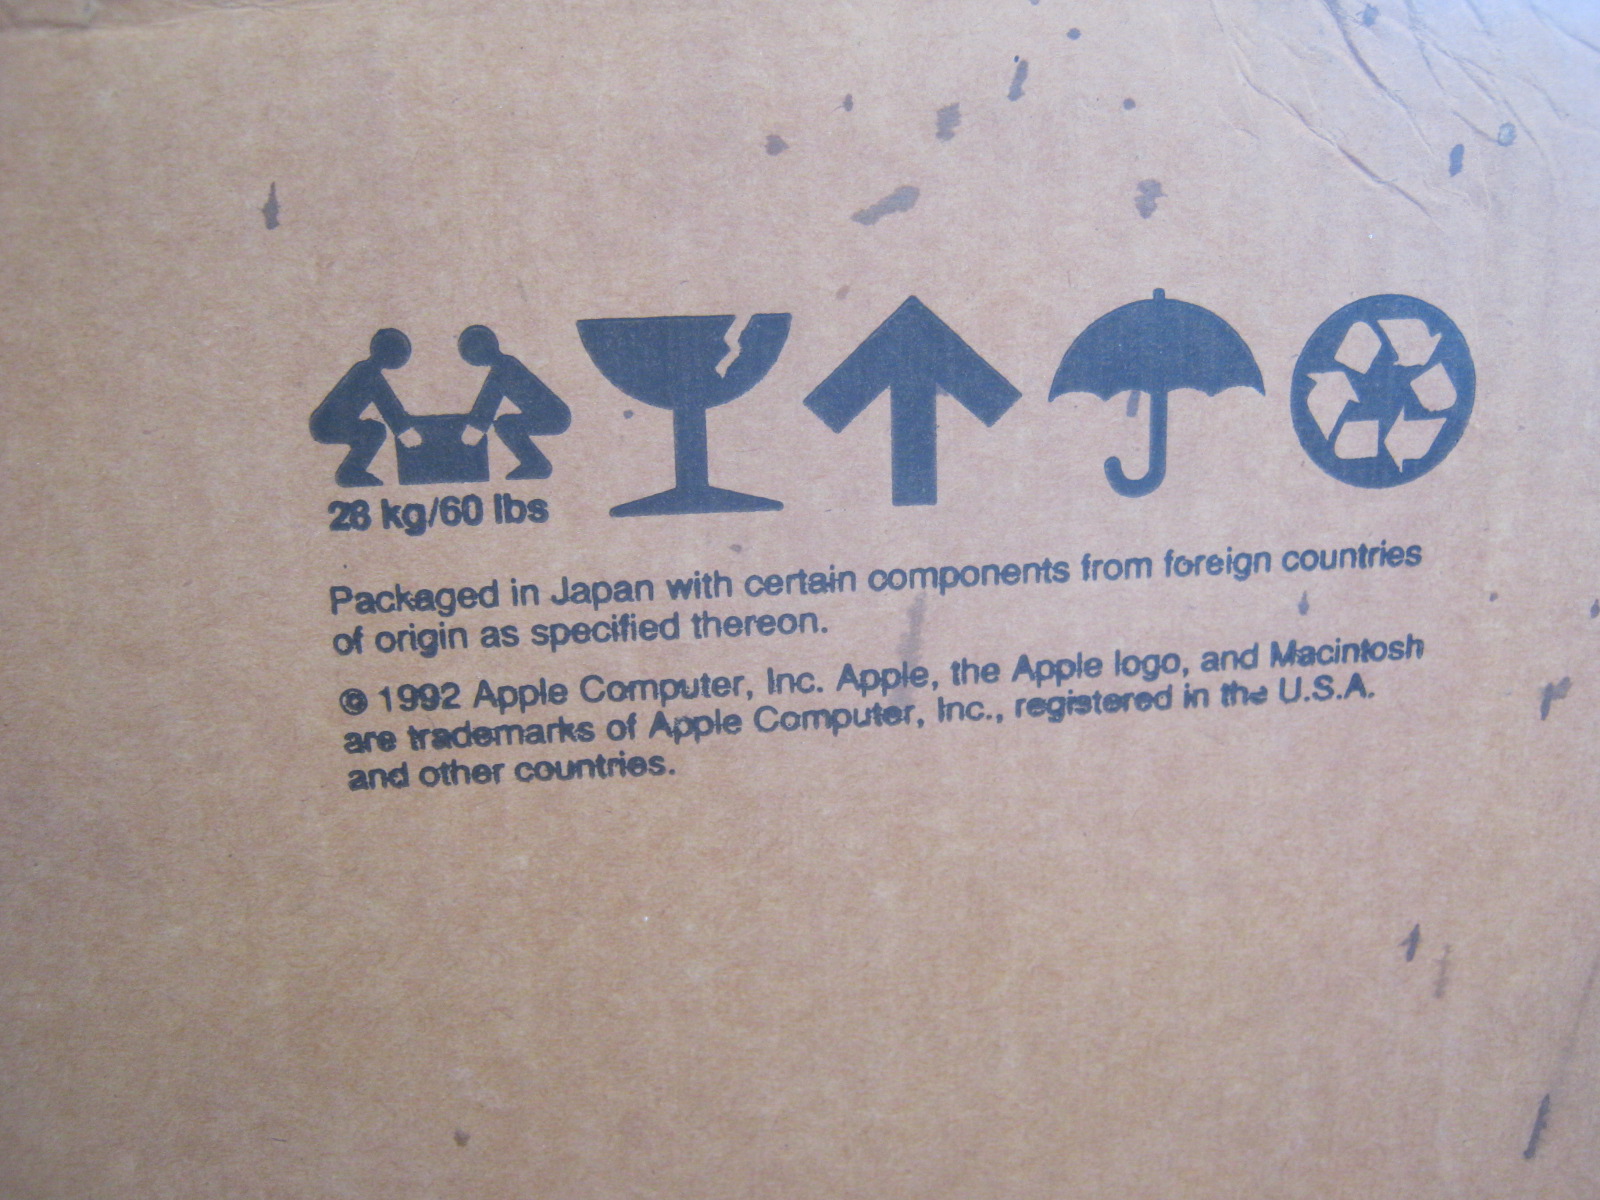 28 kg/60 lbs
Packaged in Japan with certain components from foreign countries
of origin as specified thereon.
© 1992 Apple Computer, Inc. Apple, the Apple logo, and Macintosh
are trademarks of Apple Computer, Inc., registered in the U.S.A.
and other countries.